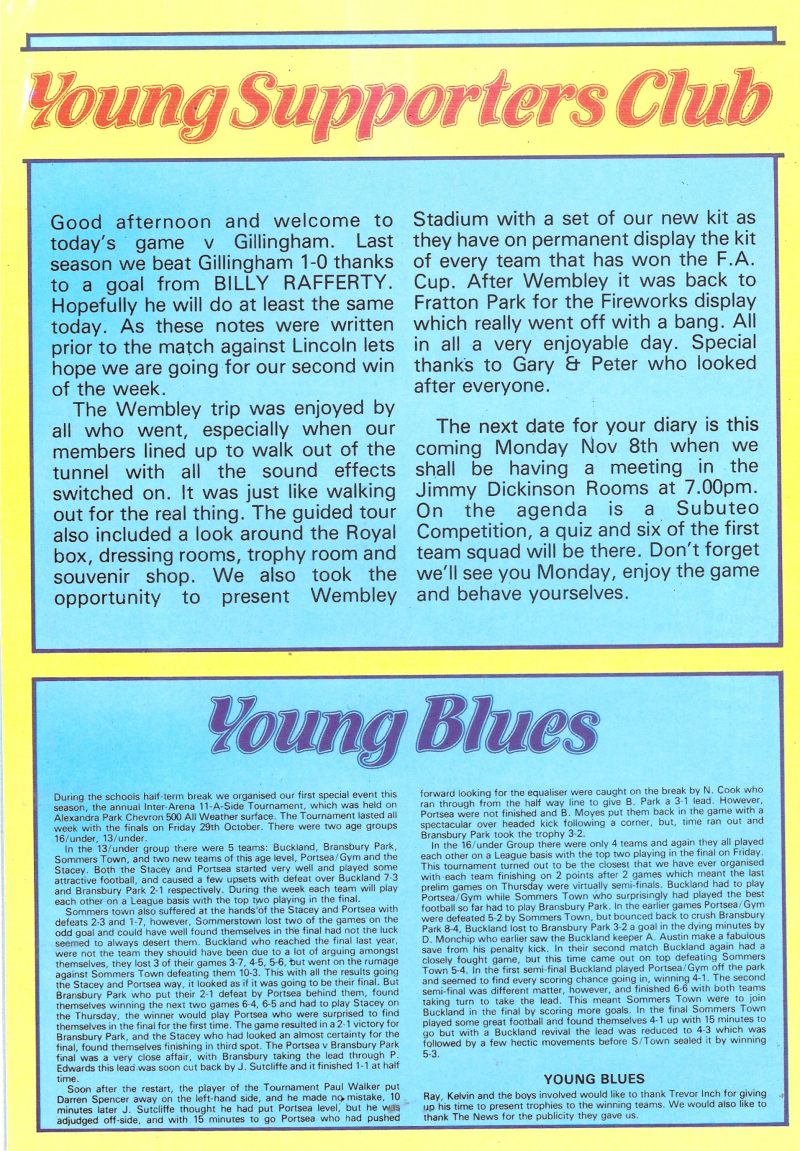 Young Supporters Club
Good afternoon and welcome to
today's game v Gillingham. Last
season we beat Gillingham 1-0 thanks
to a goal from BILLY RAFFERTY.
Hopefully he will do at least the same
today. As these notes were written
prior to the match against Lincoln lets
hope we are going for our second win
of the week.
The Wembley trip was enjoyed by
all who went, especially when our
members lined up to walk out of the
tunnel with all the sound effects
switched on. It was just like walking
out for the real thing. The guided tour
also included a look around the Royal
box, dressing rooms, trophy room and
souvenir shop. We also took the
opportunity to present Wembley
Stadium with a set of our new kit as
they have on permanent display the kit
of every team that has won the F.A.
Cup. After Wembley it was back to
Fratton Park for the Fireworks display
which really went off with a bang. All
in all a very enjoyable day. Special
thanks to Gary & Peter who looked
after everyone.
The next date for your diary is this
coming Monday Nov 8th when we
shall be having a meeting in the
Jimmy Dickinson Rooms at 7.00pm.
On the agenda is a Subuteo
Competition, a quiz and six of the first
team squad will be there. Don't forget
we'll see you Monday, enjoy the game
and behave yourselves.
Young Blues
During the schools half-term break we organised our first special event this
season, the annual Inter-Arena 11-A-Side Tournament, which was held on
Alexandra Park Chevron 500 All Weather surface. The Tournament lasted all
week with the finals on Friday 29th October. There were two age groups
16/under, 13/under.
In the 13/under group there were 5 teams: Buckland, Bransbury Park,
Sommers Town, and two new teams of this age level, Portsea/Gym and the
Stacey. Both the Stacey and Portsea started very well and played some
attractive football, and caused a few upsets with defeat over Buckland 7-3
and Bransbury Park 2-1 respectively. During the week each team will play
each other on a League basis with the top two playing in the final.
Sommers town also suffered at the hands of the Stacey and Portsea with
defeats 2-3 and 1-7, however, Sommerstown lost two of the games on the
odd goal and could have well found themselves in the final had not the luck
seemed to always desert them. Buckland who reached the final last year,
were not the team they should have been due to a lot of arguing amongst
themselves, they lost 3 of their games 3-7, 4-5, 5-6, but went on the rumage
against Sommers Town defeating them 10-3. This with all the results going
the Stacey and Portsea way, it looked as if it was going to be their final. But
Bransbury Park who put their 2-1 defeat by Portsea behind them, found
themselves winning the next two games 6-4, 6-5 and had to play Stacey on
the Thursday, the winner would play Portsea who were surprised to find
themselves in the final for the first time. The game resulted in a 2-1 victory for
Bransbury Park, and the Stacey who had looked an almost certainty for the
final, found themselves finishing in third spot. The Portsea v Bransbury Park
final was a very close affair, with Bransbury taking the lead through P.
Edwards this lead was soon cut back by J. Sutcliffe and it finished 1-1 at half
time.
Soon after the restart, the player of the Tournament Paul Walker put
Darren Spencer away on the left-hand side, and he made no mistake, 10
minutes later J. Sutcliffe thought he had put Portsea level, but he was
adjudged off-side, and with 15 minutes to go Portsea who had pushed
forward looking for the equaliser were caught on the break by N. Cook who
ran through from the half way line to give B. Park a 3-1 lead. However,
Portsea were not finished and B. Moyes put them back in the game with a
spectacular over headed kick following a corner, but, time ran out and
Bransbury Park took the trophy 3-2.
In the 16/under Group there were only 4 teams and again they all played
each other on a League basis with the top two playing in the final on Friday.
This tournament turned out to be the closest that we have ever organised
with each team finishing on 2 points after 2 games which meant the last
prelim games on Thursday were virtually semi-finals. Buckland had to play
Portsea/Gym while Sommers Town who surprisingly had played the best
football so far had to play Bransbury Park. In the earlier games Portsea/Gym
were defeated 5-2 by Sommers Town, but bounced back to crush Bransbury
Park 8-4, Buckland lost to Bransbury Park 3-2 a goal in the dying minutes by
D. Monchip who earlier saw the Buckland keeper A. Austin make a fabulous
save from his penalty kick. In their second match Buckland again had a
closely fought game, but this time came out on top defeating Sommers
Town 5-4. In the first semi-final Buckland played Portsea/Gym off the park
and seemed to find every scoring chance going in, winning 4-1. The second
semi-final was different matter, however, and finished 6-6 with both teams
taking turn to take the lead. This meant Sommers Town were to join
Buckland in the final by scoring more goals. In the final Sommers Town
played some great football and found themselves 4-1 up with 15 minutes to
go but with a Buckland revival the lead was reduced to 4-3 which was
followed by a few hectic movements before S/Town sealed it by winning
5-3.
YOUNG BLUES
Ray, Kelvin and the boys involved would like to thank Trevor Inch for giving
up his time to present trophies to the winning teams. We would also like to
thank The News for the publicity they gave us.